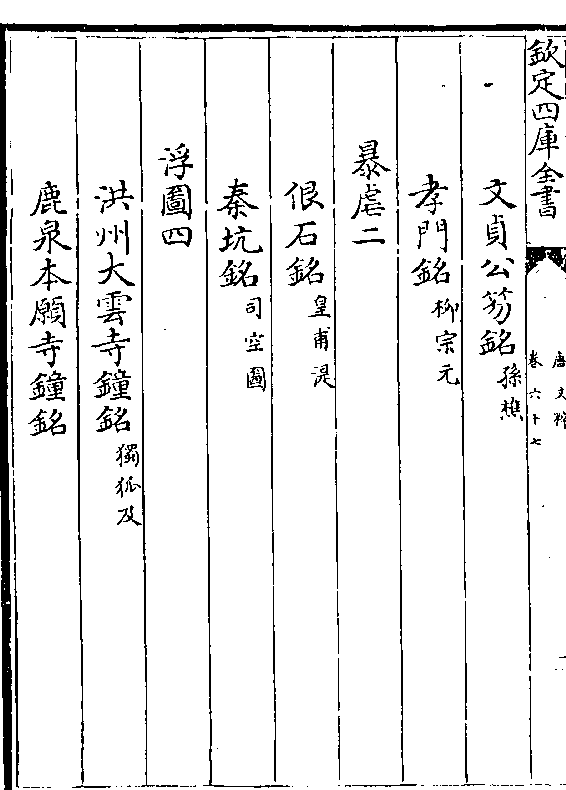 欽定四庫全書
唐文粹
卷六十七
文貞公笏銘孫樵
孝門銘柳宗元
暴虐二
佷石銘皇甫湜
秦坑銘司空圖
浮圖四
洪州大雲寺鐘銘獨狐及
鹿泉本願寺鐘銘